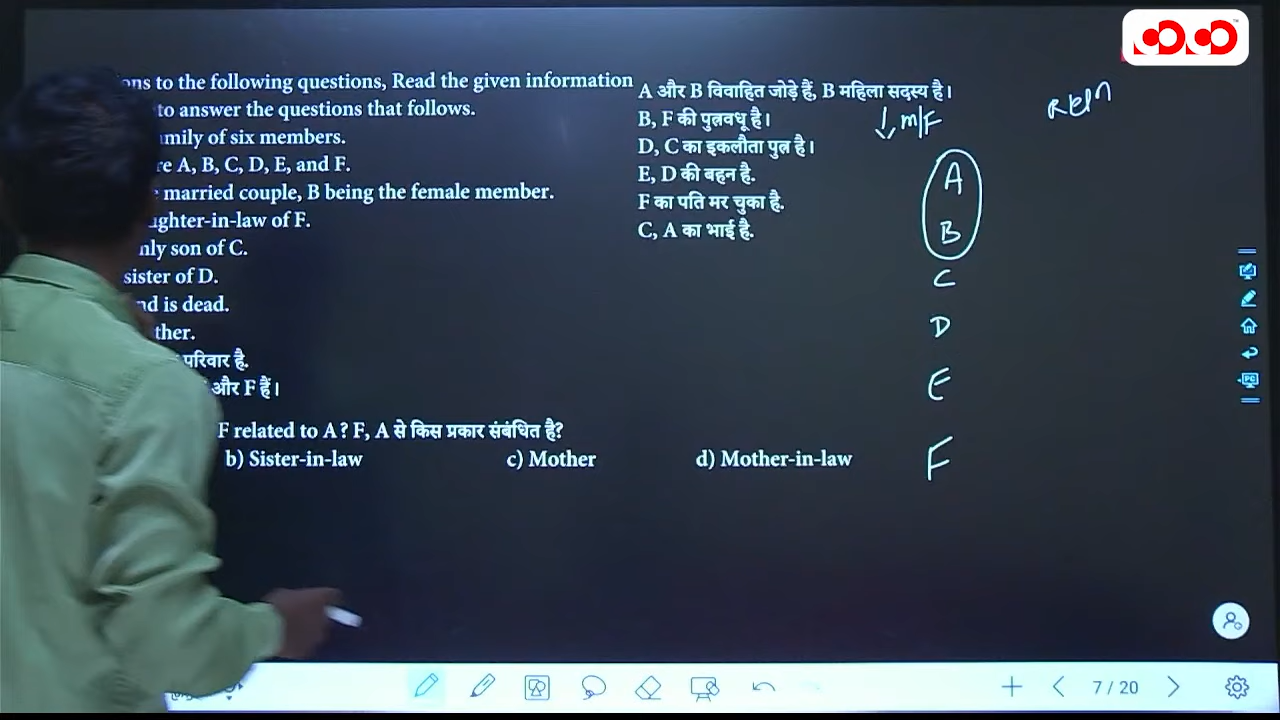 ons to the following questions, Read the given information
to answer the questions that follows.
mily of six members.
re A, B, C, D, E, and F.
married couple, B being the female member.
ughter-in-law of F.
nly son of C.
sister of D.
nd is dead.
ther.
परिवार है.
और F हैं।
A और B विवाहित जोड़े हैं, B महिला सदस्य है।
B, F की पुत्रवधू है।
D, C का इकलौता पुत्र है।
E, D की बहन है.
F का पति मर चुका है.
C, A का भाई है.
F related to A? F, A से किस प्रकार संबंधित है?
b) Sister-in-law c) Mother d) Mother-in-law
M/F
A
B
C
D
E
F
7 / 20
PC